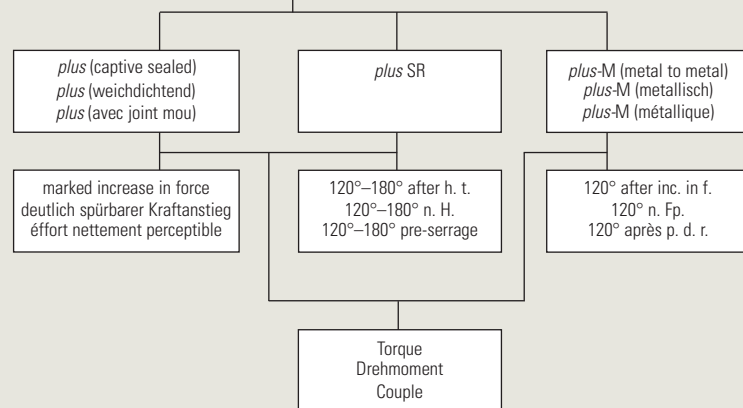 plus (captive sealed)
plus (weichdichtend)
plus (avec joint mou)
plus SR
plus-M (metal to metal)
plus-M (metallisch)
plus-M (métallique)
marked increase in force
deutlich spürbarer Kraftanstieg
éffort nettement perceptible
120°–180° after h. t.
120°–180° n. H.
120°–180° pre-serrage
120° after inc. in f.
120° n. Fp.
120° après p. d. r.
Torque
Drehmoment
Couple